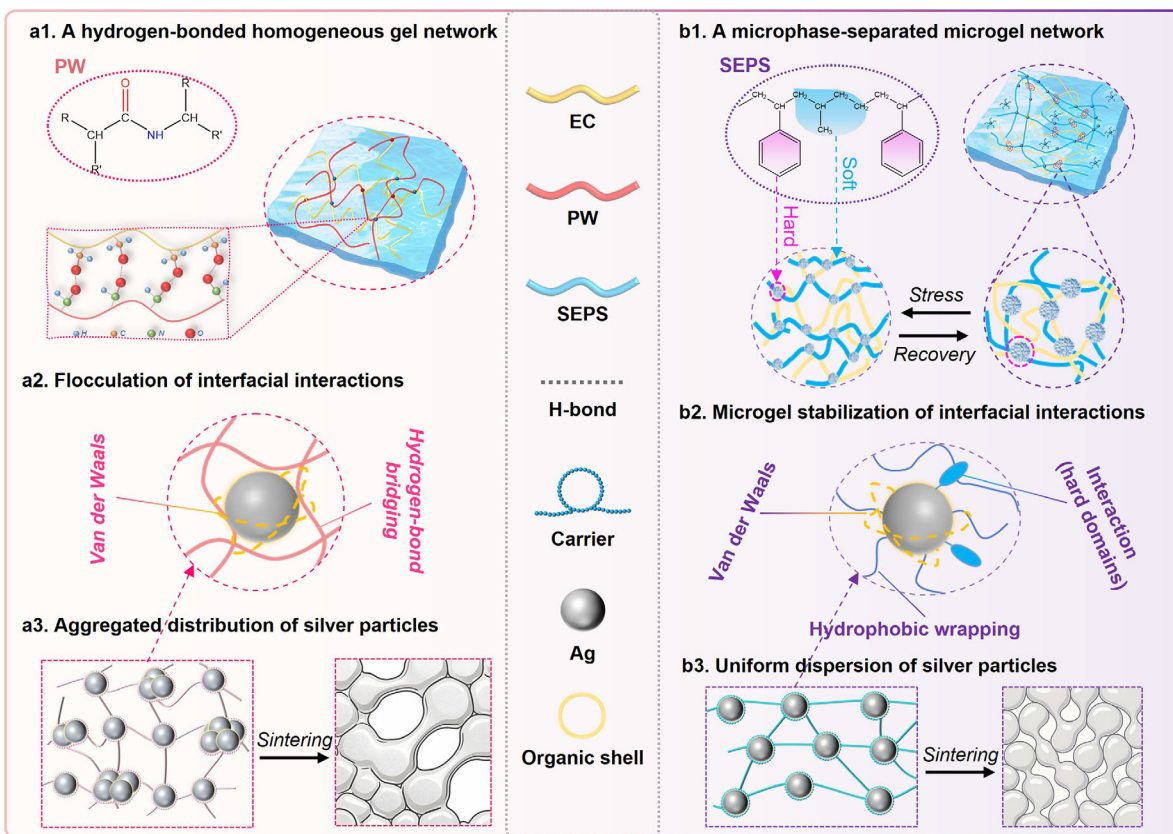 a1. A hydrogen-bonded homogeneous gel network
PW
O
R
R
CH
NH
CH
R'
R'
H
C
N
O
a2. Flocculation of interfacial interactions
Van der Waals
Hydrogen-bond
bridging
a3. Aggregated distribution of silver particles
Sintering
EC
PW
SEPS
H-bond
Carrier
Ag
Organic shell
b1. A microphase-separated microgel network
SEPS
CH₂
CH
CH₂
CH
CH₃
CH₂
CH₂
CH
Hard
Soft
Stress
Recovery
b2. Microgel stabilization of interfacial interactions
Van der Waals
Interaction
(hard domains)
Hydrophobic wrapping
b3. Uniform dispersion of silver particles
Sintering